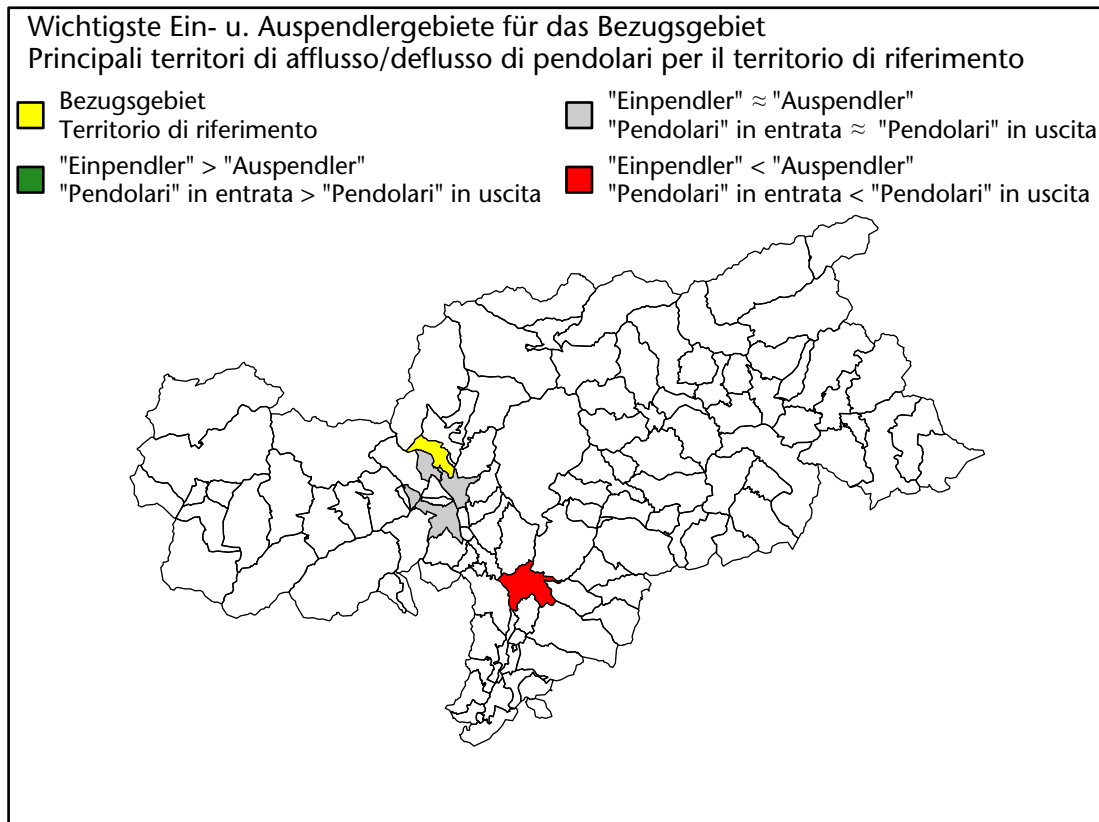 Wichtigste Ein- u. Auspendlergebiete für das Bezugsgebiet
Principali territori di afflusso/deflusso di pendolari per il territorio di riferimento
Bezugsgebiet
Territorio di riferimento
"Einpendler" > "Auspendler"
"Pendolari" in entrata > "Pendolari" in uscita
"Einpendler" ≈ "Auspendler"
"Pendolari" in entrata ≈ "Pendolari" in uscita
"Einpendler" < "Auspendler"
"Pendolari" in entrata < "Pendolari" in uscita